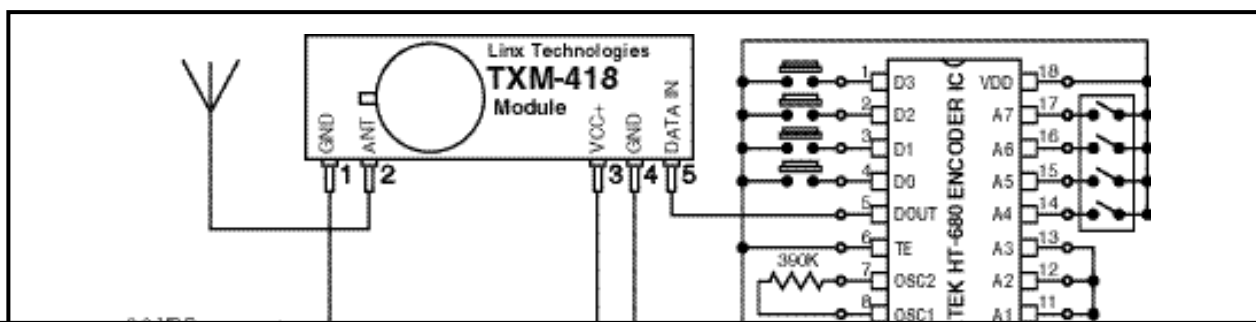 Linx Technologies
TXM-418
Module
GND
ANT
VCC+
GND
DATA IN
1
2
3
4
5
TEK HT-680 ENCODER IC
1
D3
2
D2
3
D1
4
D0
5
DOUT
6
TE
7
OSC2
8
OSC1
390K
18
VDD
17
A7
16
A6
15
A5
14
A4
13
A3
12
A2
11
A1